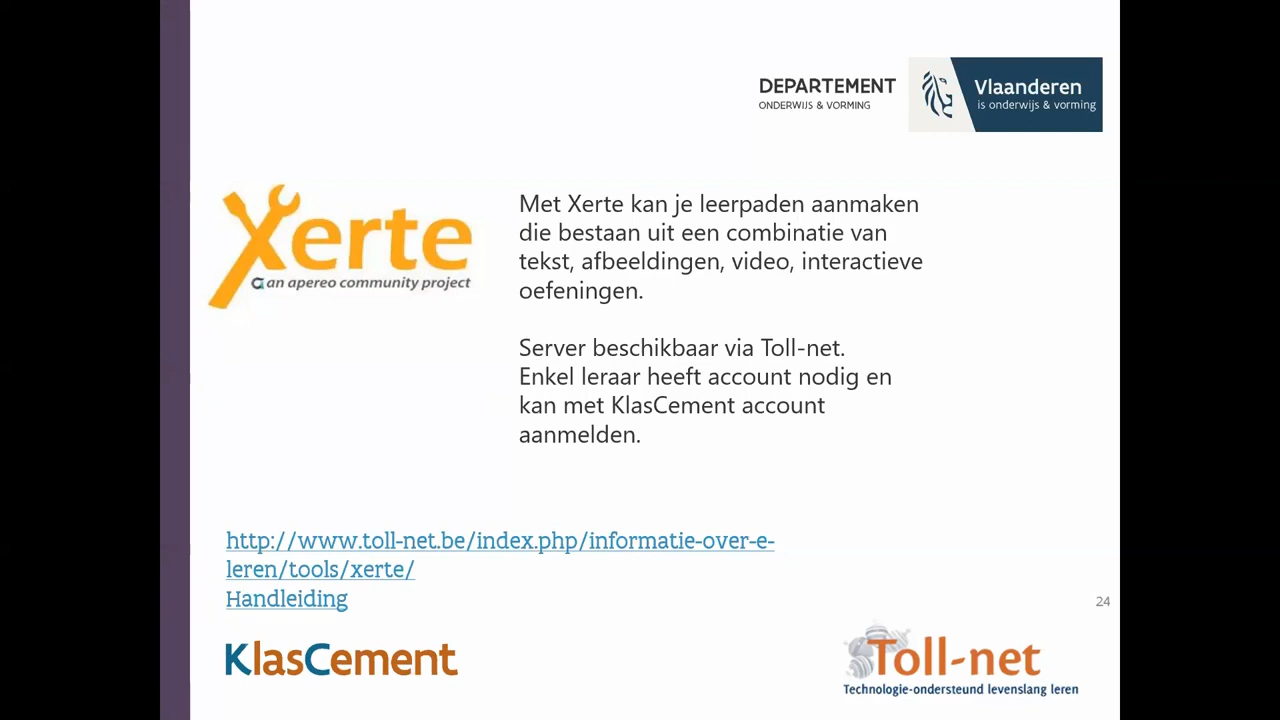 DEPARTEMENT
ONDERWIJS & VORMING
Vlaanderen
is onderwijs & vorming
Xerte
an apereo community project
Met Xerte kan je leerpaden aanmaken
die bestaan uit een combinatie van
tekst, afbeeldingen, video, interactieve
oefeningen.
Server beschikbaar via Toll-net.
Enkel leraar heeft account nodig en
kan met KlasCement account
aanmelden.
http://www.toll-net.be/index.php/informatie-over-e-
leren/tools/xerte/
Handleiding
24
KlasCement
Toll-net
Technologie-ondersteund levenslang leren